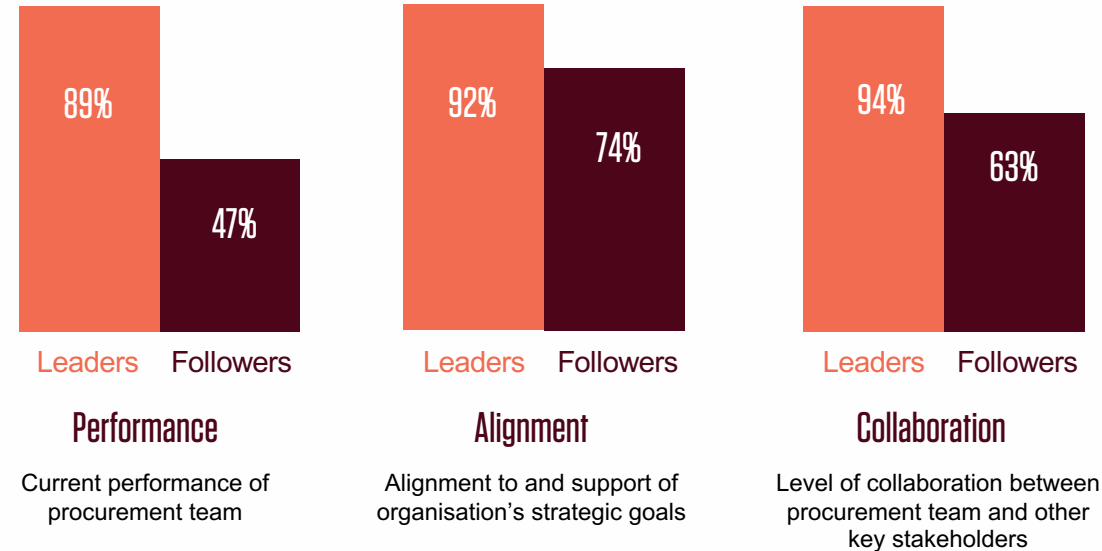 89%
47%
Leaders Followers
Performance
Current performance of
procurement team
92%
74%
Leaders Followers
Alignment
Alignment to and support of
organisation's strategic goals
94%
63%
Leaders Followers
Collaboration
Level of collaboration between
procurement team and other
key stakeholders